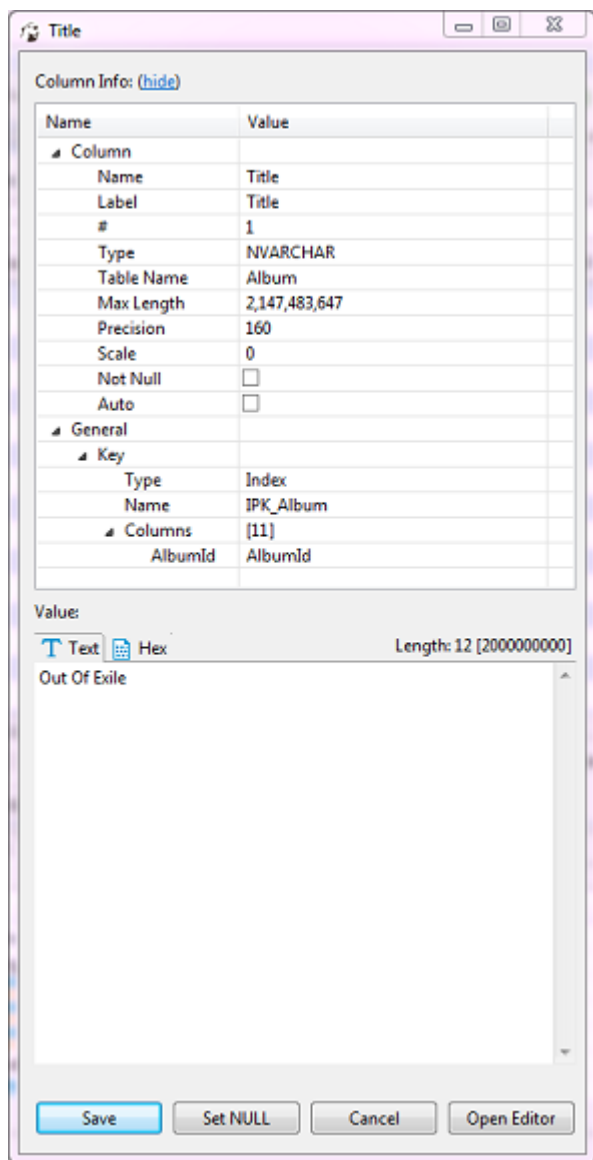 Title
Column Info: (hide)
Name Value
Column
Name Title
Label Title
# 1
Type NVARCHAR
Table Name Album
Max Length 2,147,483,647
Precision 160
Scale 0
Not Null
Auto
General
Key
Type Index
Name IPK_Album
Columns [11]
AlbumId AlbumId
Value:
Text Hex Length: 12 [2000000000]
Out Of Exile
Save Set NULL Cancel Open Editor